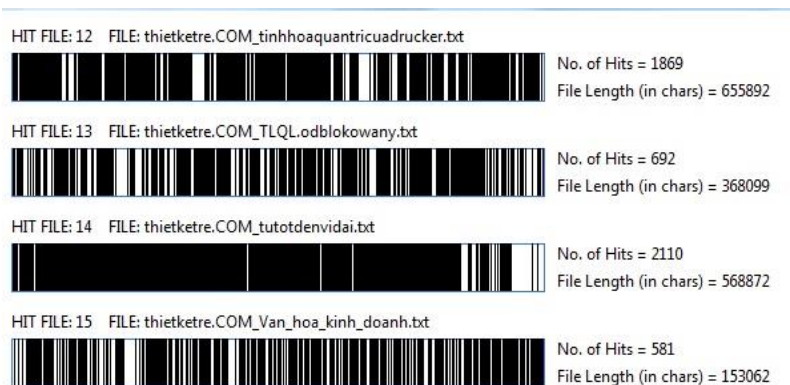 HIT FILE: 12 FILE: thietketre.COM_tinhhoaquantricuadrucker.txt
No. of Hits = 1869
File Length (in chars) = 655892
HIT FILE: 13 FILE: thietketre.COM_TLQL.odblokowany.txt
No. of Hits = 692
File Length (in chars) = 368099
HIT FILE: 14 FILE: thietketre.COM_tutotdenvidai.txt
No. of Hits = 2110
File Length (in chars) = 568872
HIT FILE: 15 FILE: thietketre.COM_Van_hoa_kinh_doanh.txt
No. of Hits = 581
File Length (in chars) = 153062